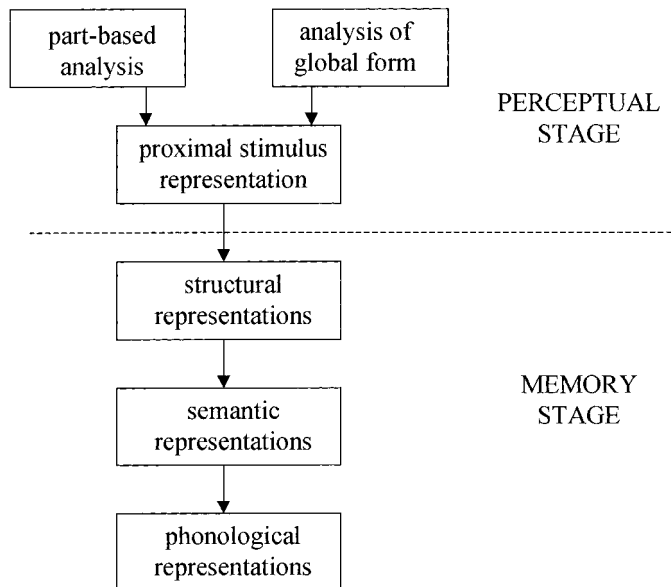 part-based
analysis
analysis of
global form
PERCEPTUAL
STAGE
proximal stimulus
representation
structural
representations
semantic
representations
MEMORY
STAGE
phonological
representations